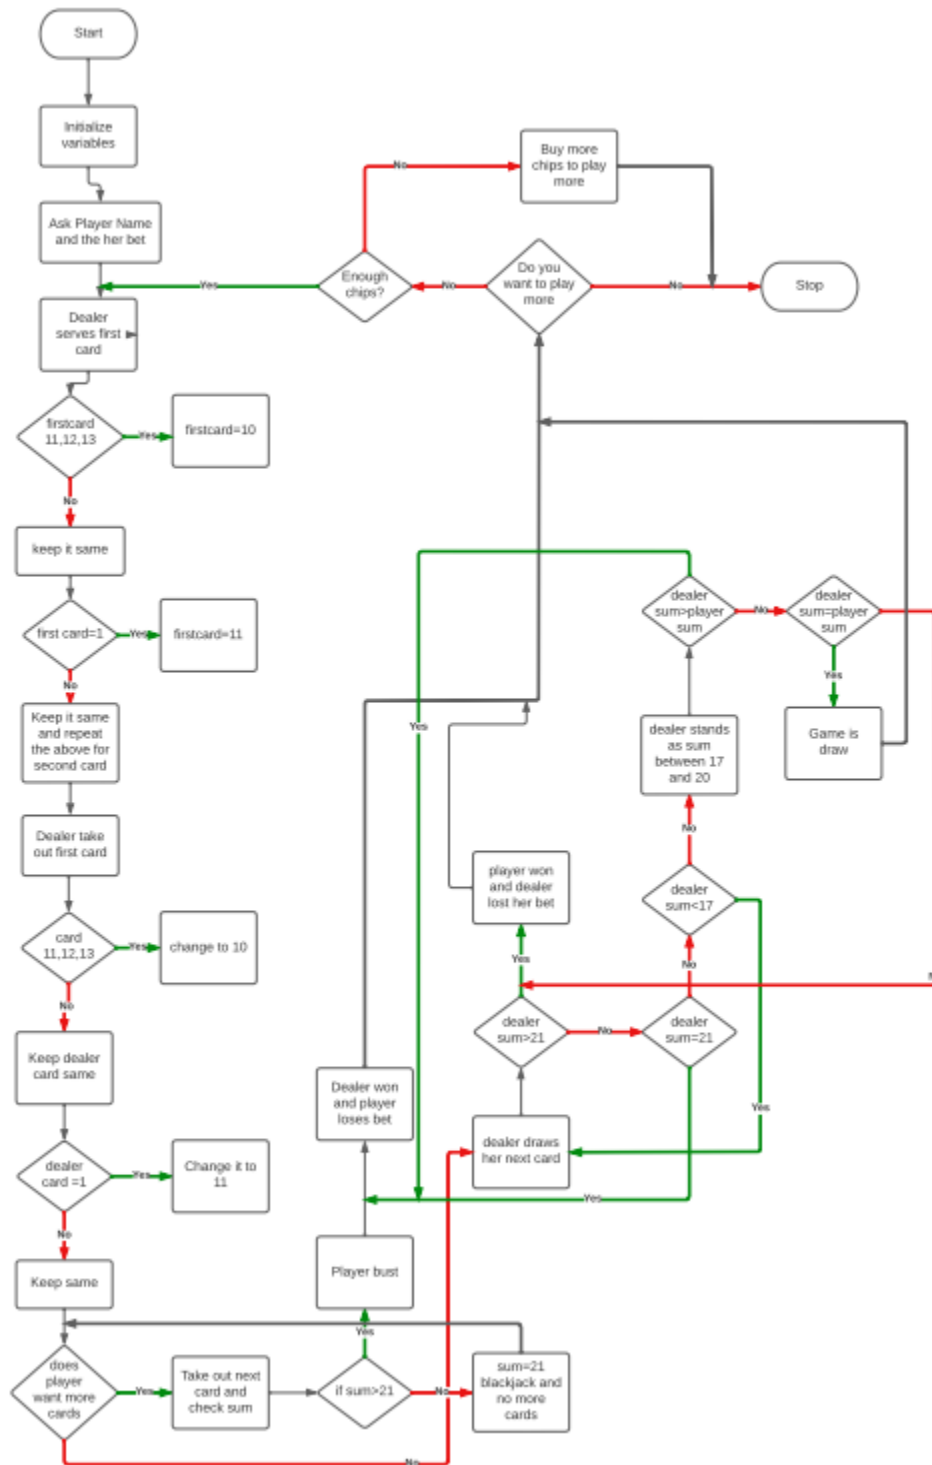 Start
Initialize
variables
Ask Player Name
and the her bet
Dealer
serves first
card
firstcard
11,12,13
Yes
firstcard=10
No
keep it same
first card=1
Yes
firstcard=11
No
Keep it same
and repeat
the above for
second card
Dealer take
out first card
card
11,12,13
Yes
change to 10
No
Keep dealer
card same
dealer
card =1
Yes
Change it to
11
No
Keep same
does
player
want more
cards
Yes
Take out next
card and
check sum
if sum>21
No
sum=21
blackjack and
no more
cards
No
Yes
Player bust
Dealer won
and player
loses bet
dealer draws
her next card
Yes
Yes
dealer
sum>21
No
dealer
sum=21
Yes
No
player won
and dealer
lost her bet
dealer
sum<17
No
dealer stands
as sum
between 17
and 20
Yes
dealer
sum>player
sum
No
dealer
sum=player
sum
Yes
Game is
draw
Do you
want to play
more
No
No
Stop
Enough
chips?
Yes
No
Buy more
chips to play
more